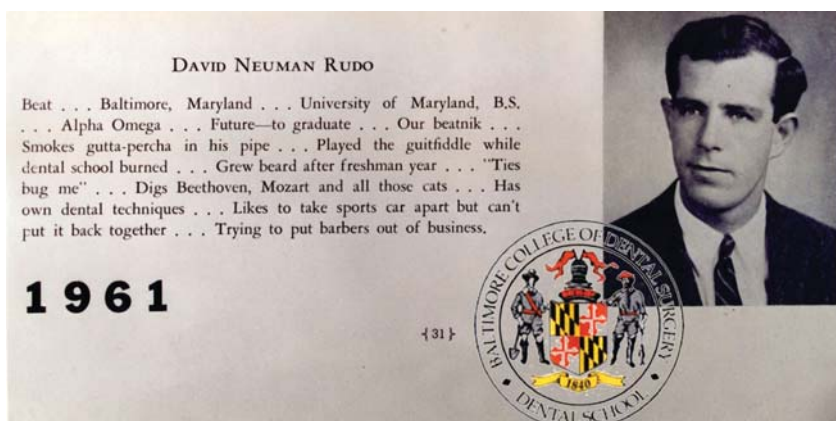 David Neuman Rudo
Beat . . . Baltimore, Maryland . . . University of Maryland, B.S.
. . . Alpha Omega . . . Future—to graduate . . . Our beatnik . . .
Smokes gutta-percha in his pipe . . . Played the guitfiddle while
dental school burned . . . Grew beard after freshman year . . . "Ties
bug me" . . . Digs Beethoven, Mozart and all those cats . . . Has
own dental techniques . . . Likes to take sports car apart but can't
put it back together . . . Trying to put barbers out of business.
1961
{31}
BALTIMORE COLLEGE OF DENTAL SURGERY
1840
DENTAL SCHOOL